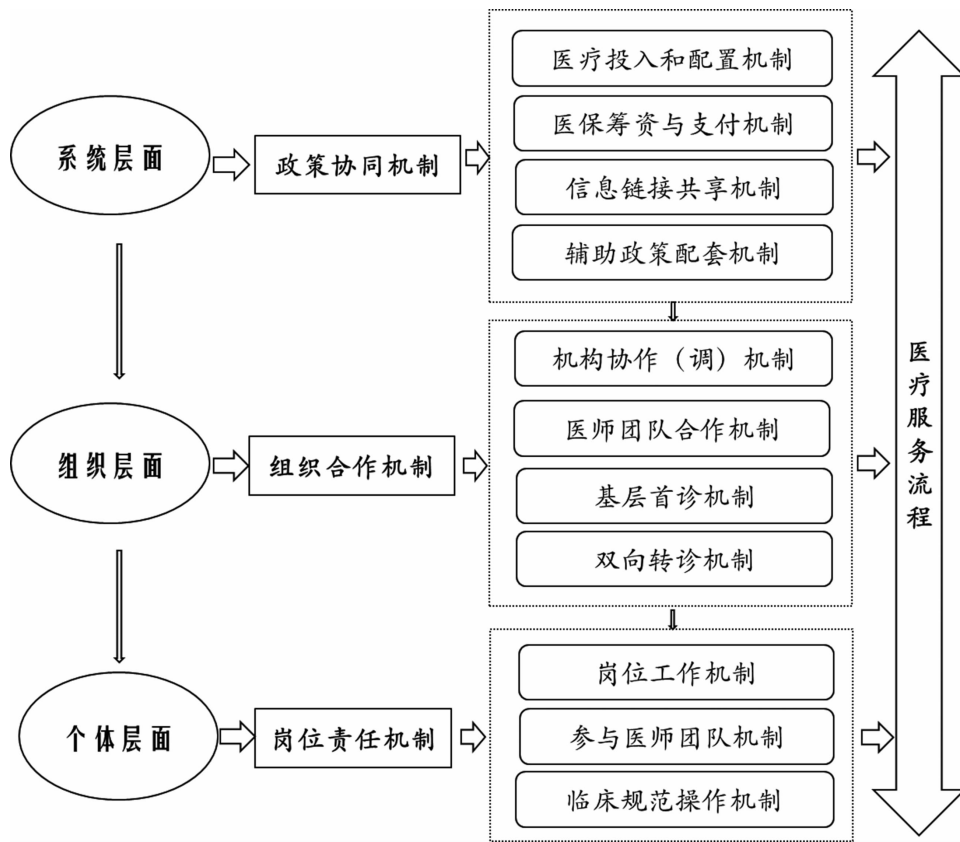 系统层面
政策协同机制
医疗投入和配置机制
医保筹资与支付机制
信息链接共享机制
辅助政策配套机制
组织层面
组织合作机制
机构协作（调）机制
医师团队合作机制
基层首诊机制
双向转诊机制
个体层面
岗位责任机制
岗位工作机制
参与医师团队机制
临床规范操作机制
医疗服务流程